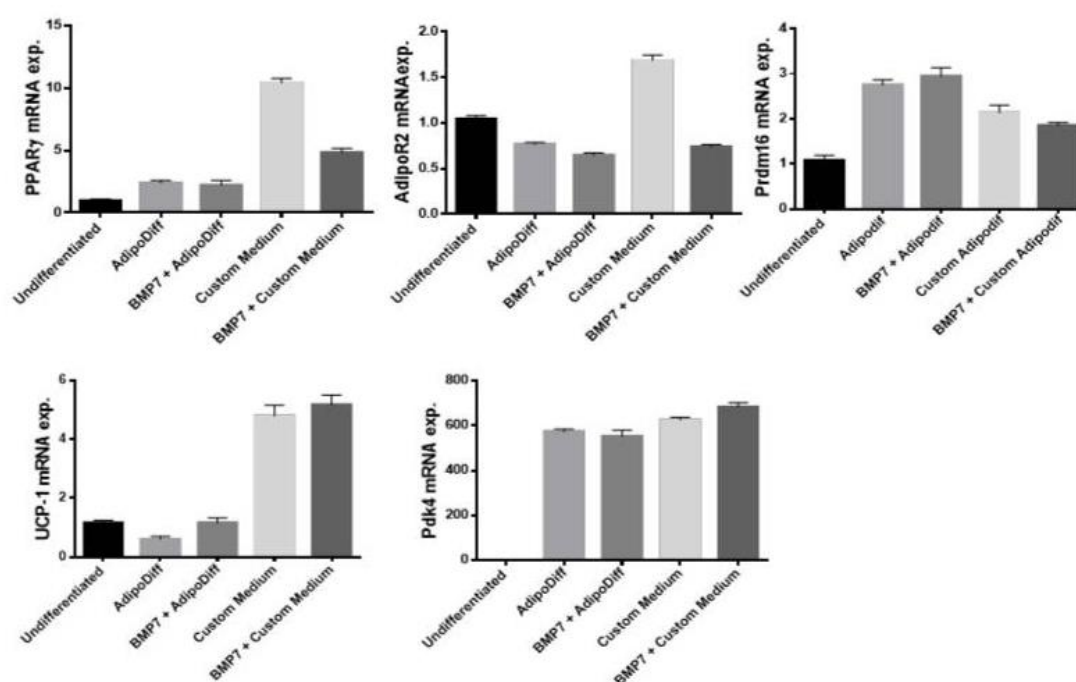 PPARγ mRNA exp.
15
10
5
0
Undifferentiated
AdipoDiff
BMP7 + AdipoDiff
Custom Medium
BMP7 + Custom Medium
AdipoR2 mRNAexp.
2.0
1.5
1.0
0.5
0.0
Undifferentiated
AdipoDiff
BMP7 + AdipoDiff
Custom Medium
BMP7 + Custom Medium
Prdm16 mRNA exp.
4
3
2
1
0
Undifferentiated
Adipodif
BMP7 + Adipodif
Custom Adipodif
BMP7 + Custom Adipodif
UCP-1 mRNA exp.
6
4
2
0
Undifferentiated
AdipoDiff
BMP7 + AdipoDiff
Custom Medium
BMP7 + Custom Medium
Pdk4 mRNA exp.
800
600
400
200
0
Undifferentiated
AdipoDiff
BMP7 + AdipoDiff
Custom Medium
BMP7 + Custom Medium